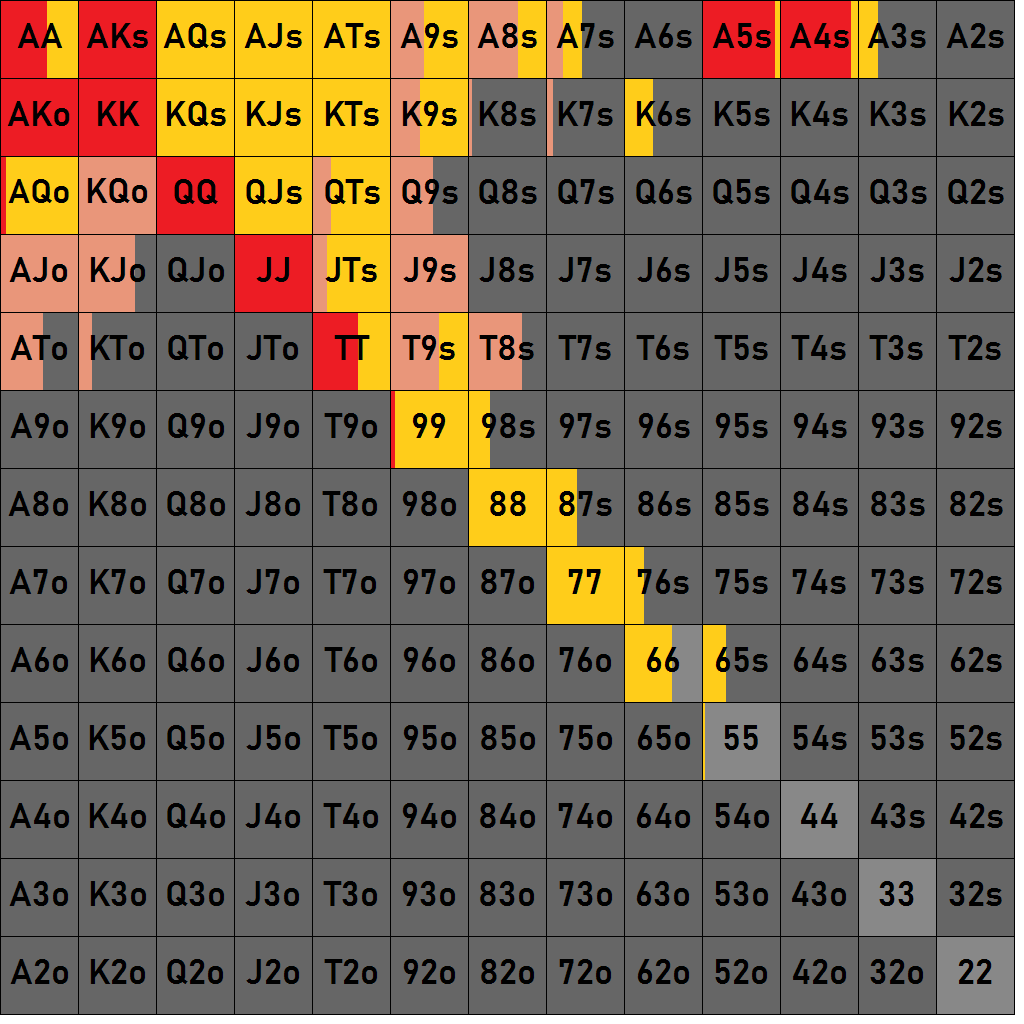 AA AKs AQs AJs ATs A9s A8s A7s A6s A5s A4s A3s A2s
AKo KK KQs KJs KTs K9s K8s K7s K6s K5s K4s K3s K2s
AQo KQo QQ QJs QTs Q9s Q8s Q7s Q6s Q5s Q4s Q3s Q2s
AJo KJo QJo JJ JTs J9s J8s J7s J6s J5s J4s J3s J2s
ATo KTo QTo JTo TT T9s T8s T7s T6s T5s T4s T3s T2s
A9o K9o Q9o J9o T9o 99 98s 97s 96s 95s 94s 93s 92s
A8o K8o Q8o J8o T8o 98o 88 87s 86s 85s 84s 83s 82s
A7o K7o Q7o J7o T7o 97o 87o 77 76s 75s 74s 73s 72s
A6o K6o Q6o J6o T6o 96o 86o 76o 66 65s 64s 63s 62s
A5o K5o Q5o J5o T5o 95o 85o 75o 65o 55 54s 53s 52s
A4o K4o Q4o J4o T4o 94o 84o 74o 64o 54o 44 43s 42s
A3o K3o Q3o J3o T3o 93o 83o 73o 63o 53o 43o 33 32s
A2o K2o Q2o J2o T2o 92o 82o 72o 62o 52o 42o 32o 22